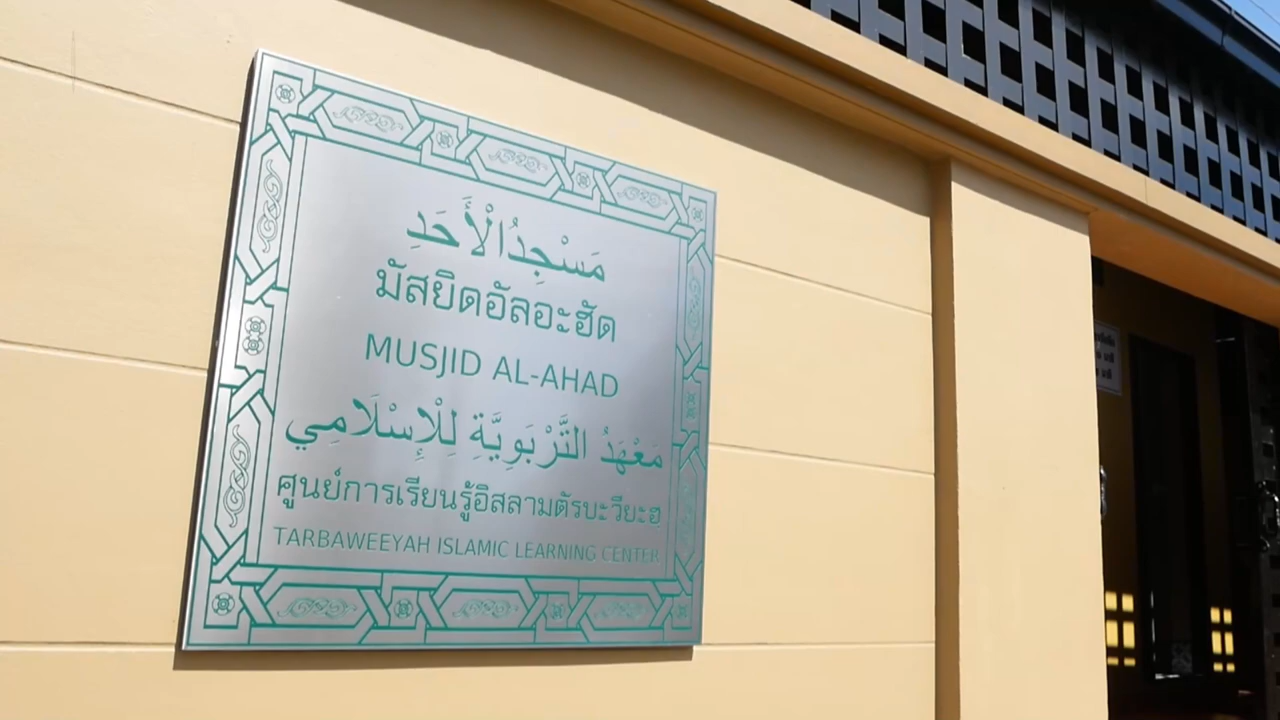 مَسْجِدُ الْأَحَدِ
มัสยิดอัลอะฮัด
MUSJID AL-AHAD
مَعْهَدُ التَّرْبَوِيَّةِ لِلْإِسْلَامِي
ศูนย์การเรียนรู้อิสลามตัรบะวียะฮ
TARBAWEEYAH ISLAMIC LEARNING CENTER